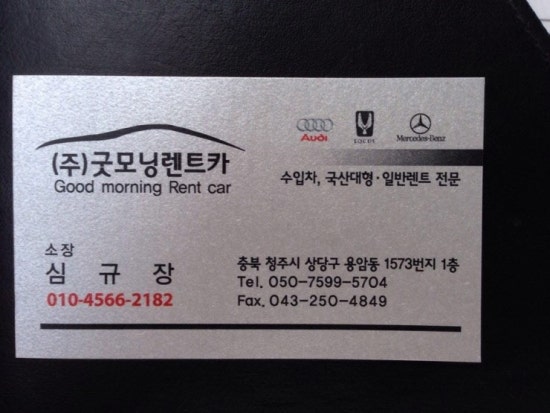 Audi
EQUUS
Mercedes-Benz
(주)굿모닝렌트카
Good morning Rent car
수입차, 국산대형·일반렌트 전문
소장
심 규 장
010-4566-2182
충북 청주시 상당구 용암동 1573번지 1층
Tel. 050-7599-5704
Fax. 043-250-4849